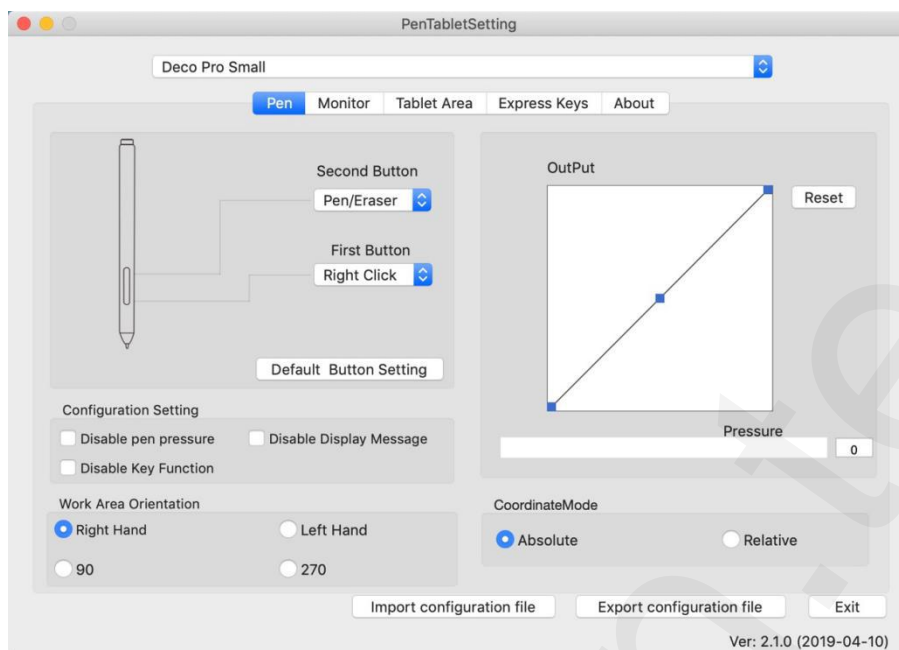 PenTabletSetting
Deco Pro Small
Pen Monitor Tablet Area Express Keys About
Second Button
Pen/Eraser
First Button
Right Click
Default Button Setting
OutPut
Reset
Pressure
0
Configuration Setting
Disable pen pressure Disable Display Message
Disable Key Function
Work Area Orientation
Right Hand Left Hand
90 270
CoordinateMode
Absolute Relative
Import configuration file Export configuration file Exit
Ver: 2.1.0 (2019-04-10)